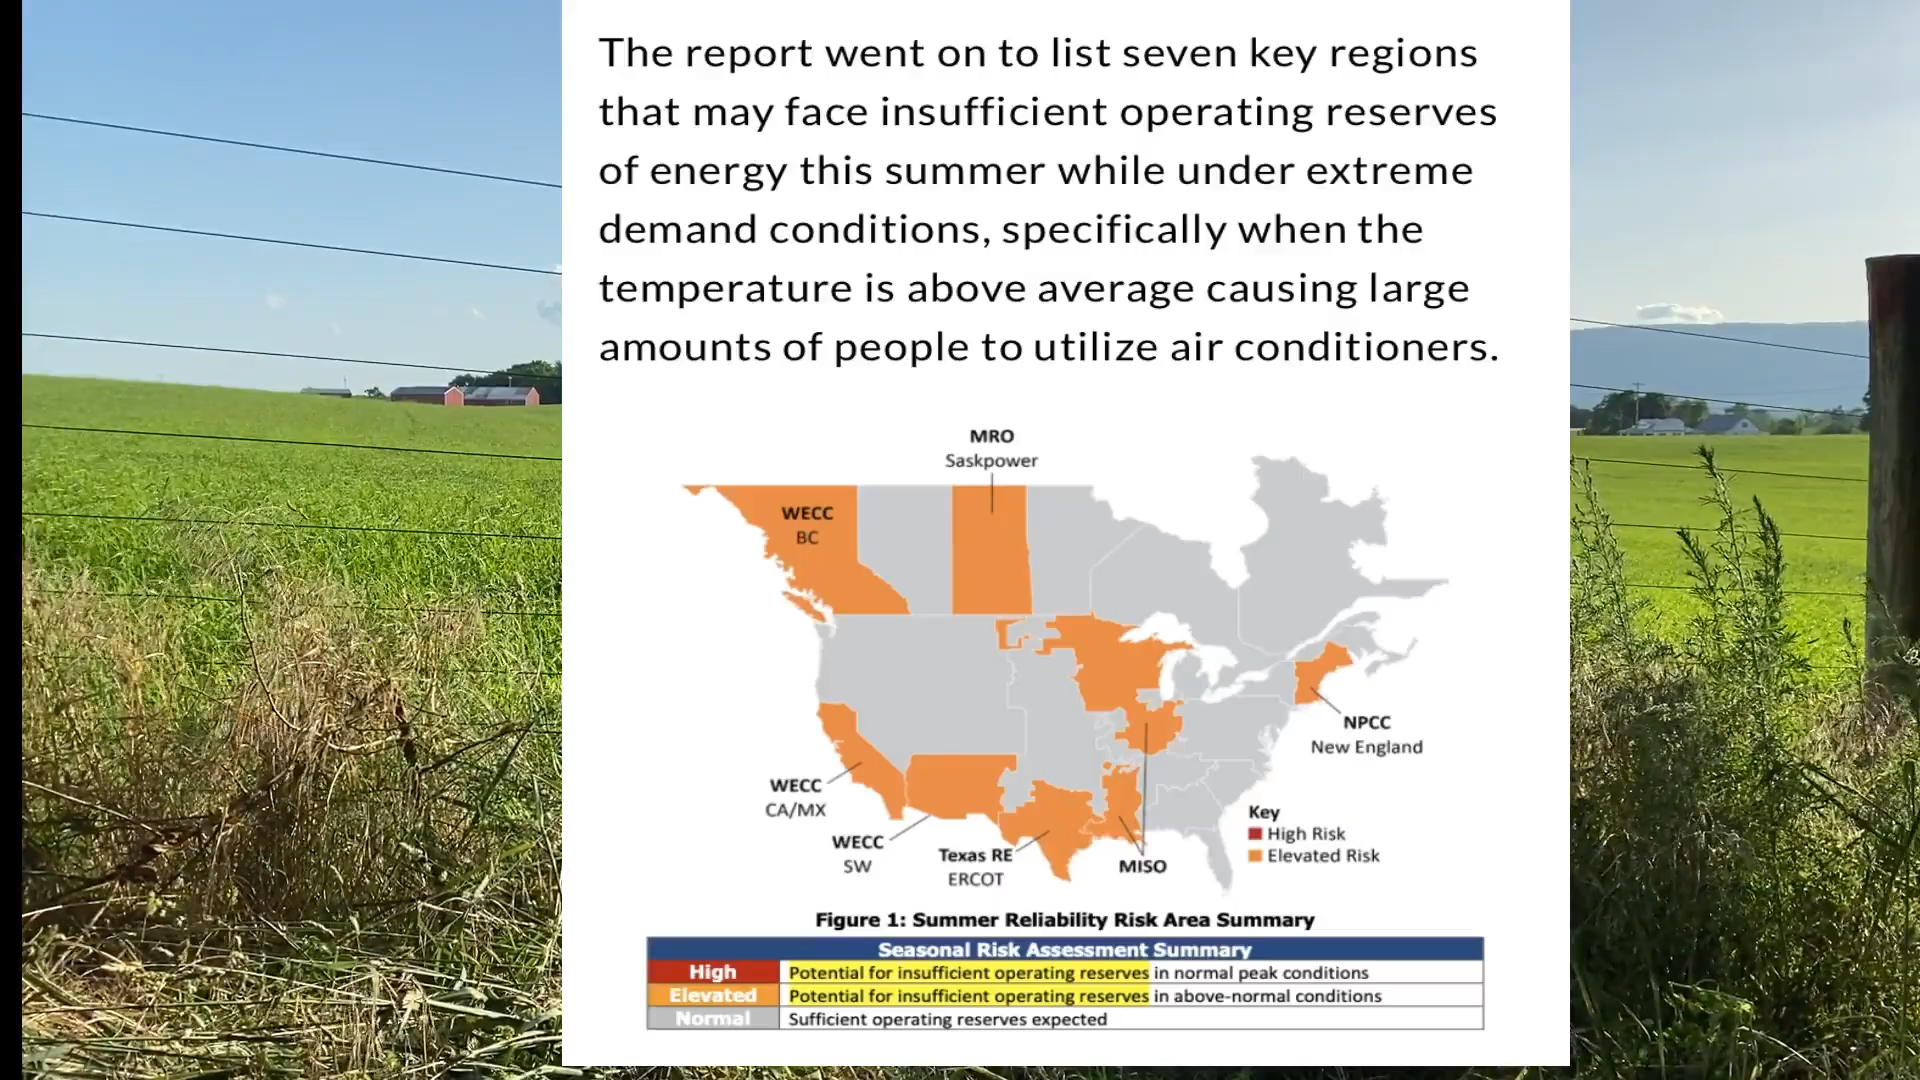 The report went on to list seven key regions
that may face insufficient operating reserves
of energy this summer while under extreme
demand conditions, specifically when the
temperature is above average causing large
amounts of people to utilize air conditioners.
MRO
Saskpower
WECC
BC
NPCC
New England
WECC
CA/MX
WECC
SW
Texas RE
ERCOT
MISO
Key
High Risk
Elevated Risk
Figure 1: Summer Reliability Risk Area Summary
Seasonal Risk Assessment Summary
High Potential for insufficient operating reserves in normal peak conditions
Elevated Potential for insufficient operating reserves in above-normal conditions
Normal Sufficient operating reserves expected